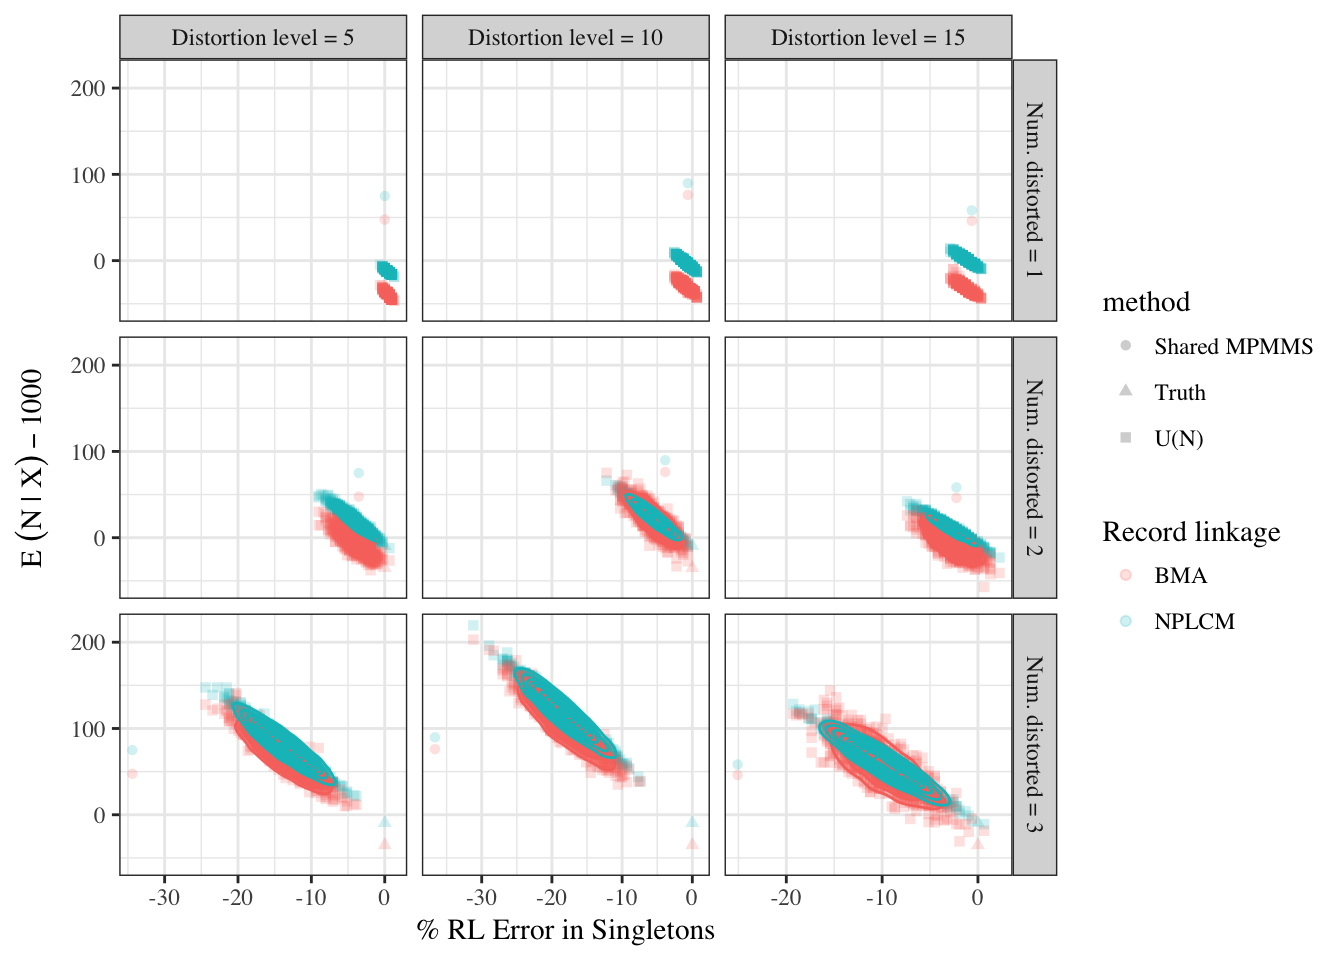 Distortion level = 5
Distortion level = 10
Distortion level = 15
200
100
0
Num. distorted = 1
200
100
0
Num. distorted = 2
200
100
0
Num. distorted = 3
E (N | X) − 1000
-30 -20 -10 0
-30 -20 -10 0
-20 -10 0
% RL Error in Singletons
method
Shared MPMMS
Truth
U(N)
Record linkage
BMA
NPLCM